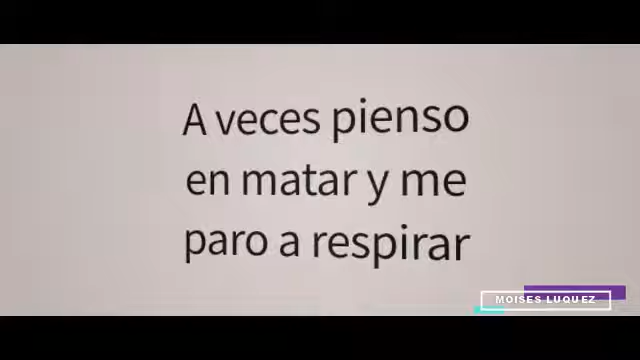 A veces pienso
en matar y me
paro a respirar
MOISES LUQUEZ